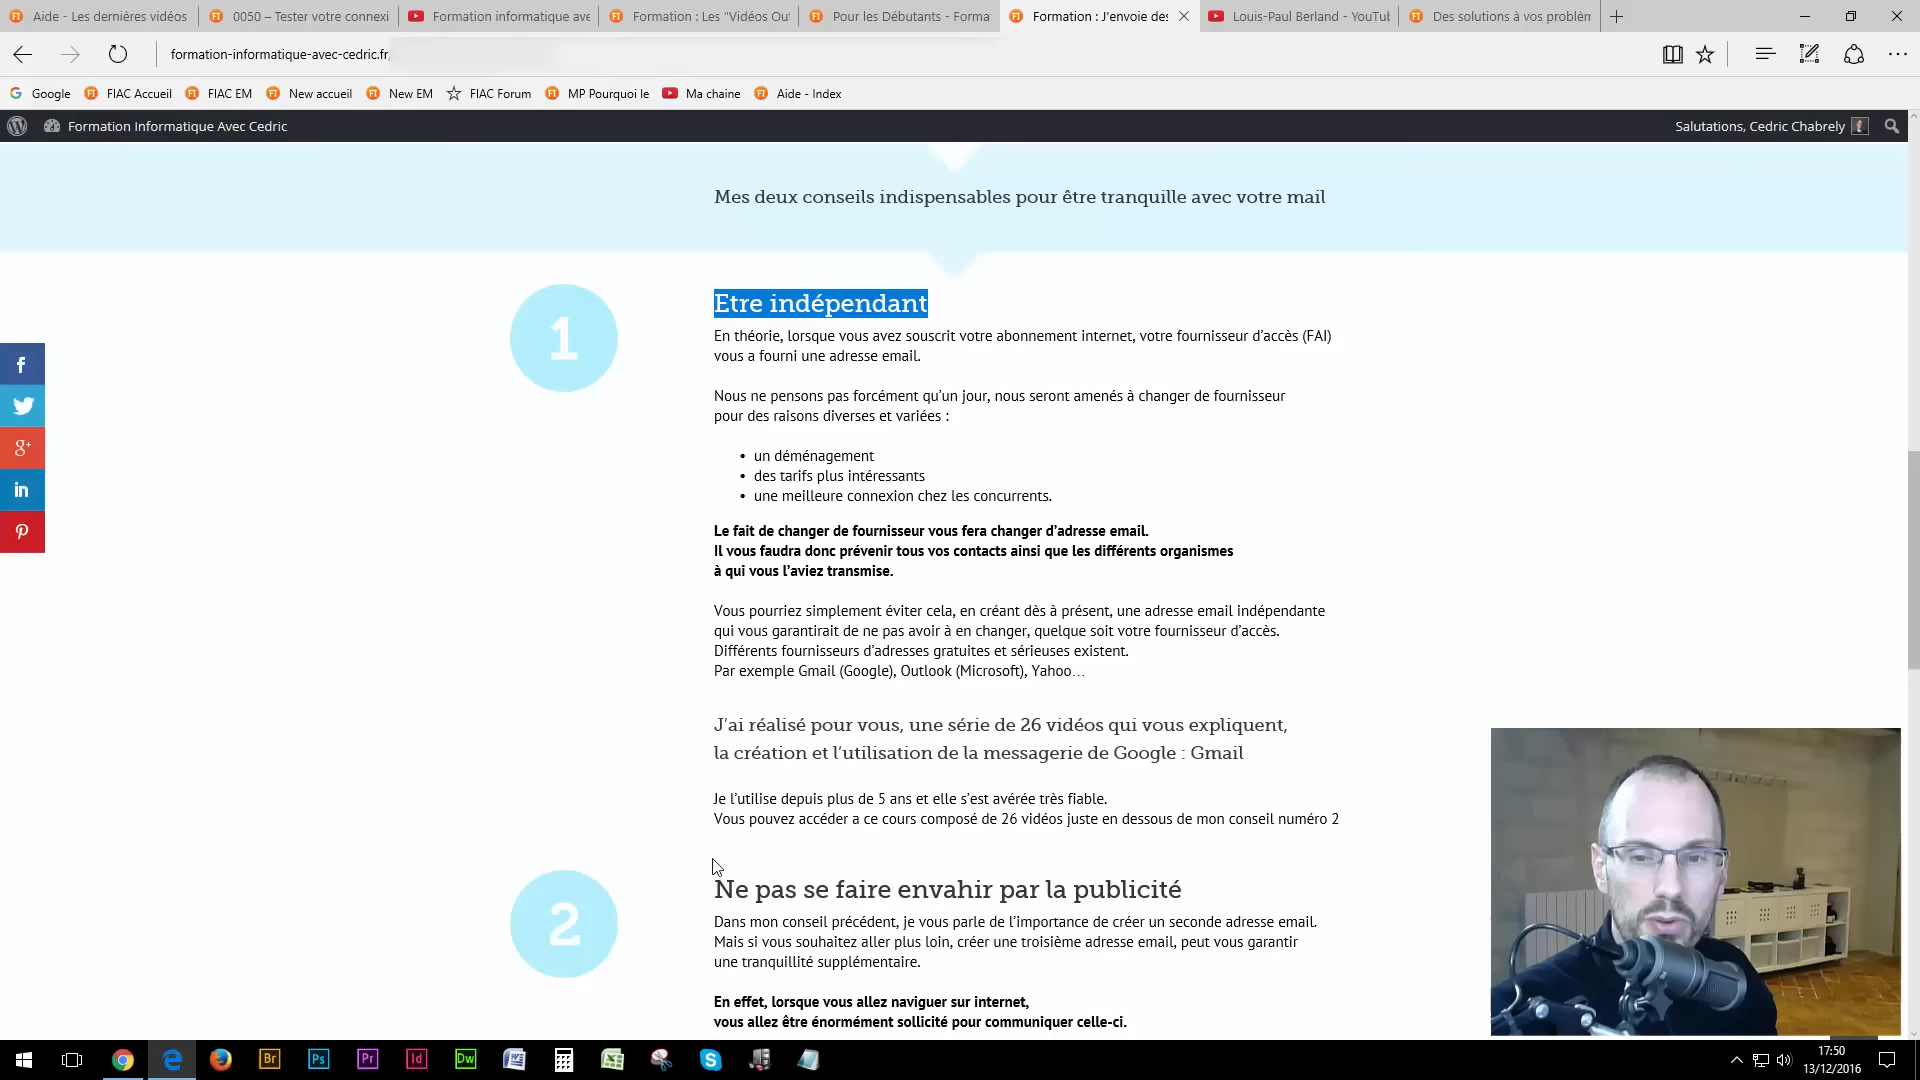 Aide - Les dernières vidéos
0050 – Tester votre connexi
Formation informatique ave
Formation : Les "Vidéos Ou
Pour les Débutants - Forma
Formation : J'envoie des
Louis-Paul Berland - YouTub
Des solutions à vos problèn
formation-informatique-avec-cedric.fr
Google
FIAC Accueil
FIAC EM
New accueil
New EM
FIAC Forum
MP Pourquoi le
Ma chaine
Aide - Index
Formation Informatique Avec Cedric
Salutations, Cedric Chabrely
Mes deux conseils indispensables pour être tranquille avec votre mail
1
Etre indépendant
En théorie, lorsque vous avez souscrit votre abonnement internet, votre fournisseur d’accès (FAI)
vous a fourni une adresse email.
Nous ne pensons pas forcément qu’un jour, nous seront amenés à changer de fournisseur
pour des raisons diverses et variées :
• un déménagement
• des tarifs plus intéressants
• une meilleure connexion chez les concurrents.
Le fait de changer de fournisseur vous fera changer d’adresse email.
Il vous faudra donc prévenir tous vos contacts ainsi que les différents organismes
à qui vous l’aviez transmise.
Vous pourriez simplement éviter cela, en créant dès à présent, une adresse email indépendante
qui vous garantirait de ne pas avoir à en changer, quelque soit votre fournisseur d’accès.
Différents fournisseurs d’adresses gratuites et sérieuses existent.
Par exemple Gmail (Google), Outlook (Microsoft), Yahoo…
J’ai réalisé pour vous, une série de 26 vidéos qui vous expliquent,
la création et l’utilisation de la messagerie de Google : Gmail
Je l’utilise depuis plus de 5 ans et elle s’est avérée très fiable.
Vous pouvez accéder a ce cours composé de 26 vidéos juste en dessous de mon conseil numéro 2
2
Ne pas se faire envahir par la publicité
Dans mon conseil précédent, je vous parle de l’importance de créer un seconde adresse email.
Mais si vous souhaitez aller plus loin, créer une troisième adresse email, peut vous garantir
une tranquillité supplémentaire.
En effet, lorsque vous allez naviguer sur internet,
vous allez être énormément sollicité pour communiquer celle-ci.
Br
Ps
Pr
Id
Dw
17:50
13/12/2016